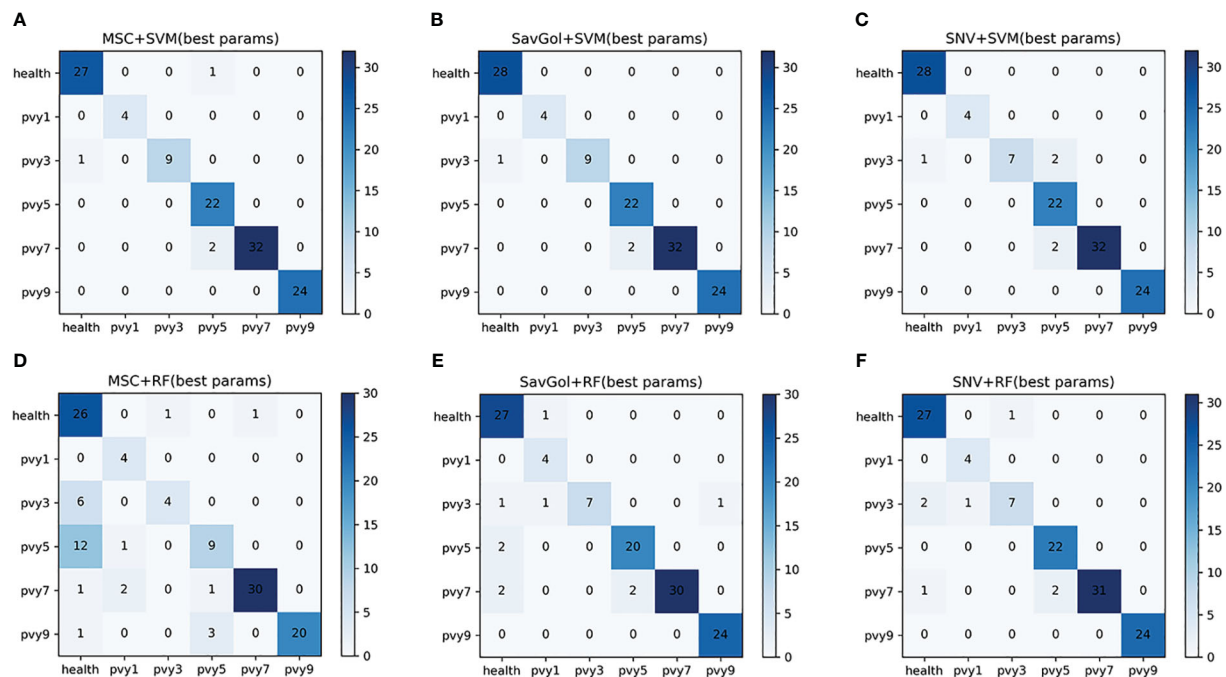 A B C
MSC+SVM(best params) SavGol+SVM(best params) SNV+SVM(best params)
health 27 0 0 1 0 0 30 health 28 0 0 0 0 0 30 health 28 0 0 0 0 0 30
pvy1 0 4 0 0 0 0 25 pvy1 0 4 0 0 0 0 25 pvy1 0 4 0 0 0 0 25
pvy3 1 0 9 0 0 0 20 pvy3 1 0 9 0 0 0 20 pvy3 1 0 7 2 0 0 20
15 15 15
pvy5 0 0 0 22 0 0 10 pvy5 0 0 0 22 0 0 10 pvy5 0 0 0 22 0 0 10
pvy7 0 0 0 2 32 0 5 pvy7 0 0 0 2 32 0 5 pvy7 0 0 0 2 32 0 5
pvy9 0 0 0 0 0 24 0 pvy9 0 0 0 0 0 24 0 pvy9 0 0 0 0 0 24 0
health pvy1 pvy3 pvy5 pvy7 pvy9 health pvy1 pvy3 pvy5 pvy7 pvy9 health pvy1 pvy3 pvy5 pvy7 pvy9
D E F
MSC+RF(best params) SavGol+RF(best params) SNV+RF(best params)
health 26 0 1 0 1 0 30 health 27 1 0 0 0 0 30 health 27 0 1 0 0 0 30
pvy1 0 4 0 0 0 0 25 pvy1 0 4 0 0 0 0 25 pvy1 0 4 0 0 0 0 25
pvy3 6 0 4 0 0 0 20 pvy3 1 1 7 0 0 1 20 pvy3 2 1 7 0 0 0 20
15 15 15
pvy5 12 1 0 9 0 0 10 pvy5 2 0 0 20 0 0 10 pvy5 0 0 0 22 0 0 10
pvy7 1 2 0 1 30 0 5 pvy7 2 0 0 2 30 0 5 pvy7 1 0 0 2 31 0 5
pvy9 1 0 0 3 0 20 0 pvy9 0 0 0 0 0 24 0 pvy9 0 0 0 0 0 24 0
health pvy1 pvy3 pvy5 pvy7 pvy9 health pvy1 pvy3 pvy5 pvy7 pvy9 health pvy1 pvy3 pvy5 pvy7 pvy9